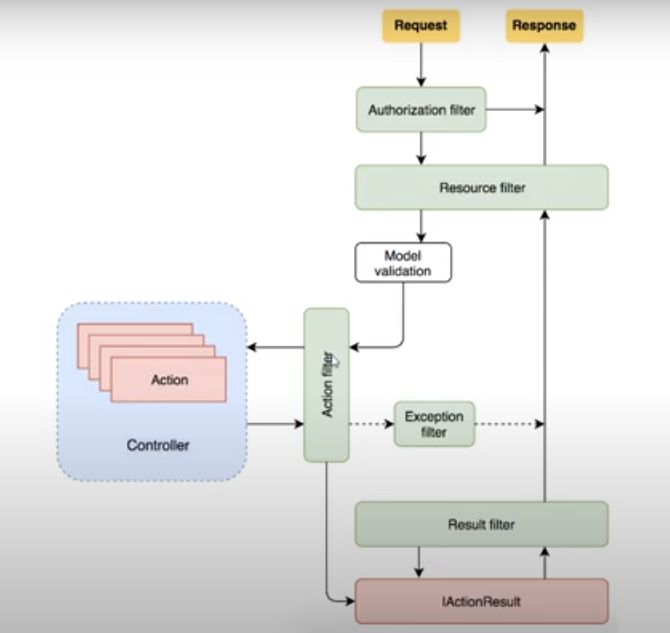 Request
Response
Authorization filter
Resource filter
Model
validation
Action filter
Action
Controller
Exception
filter
Result filter
IActionResult